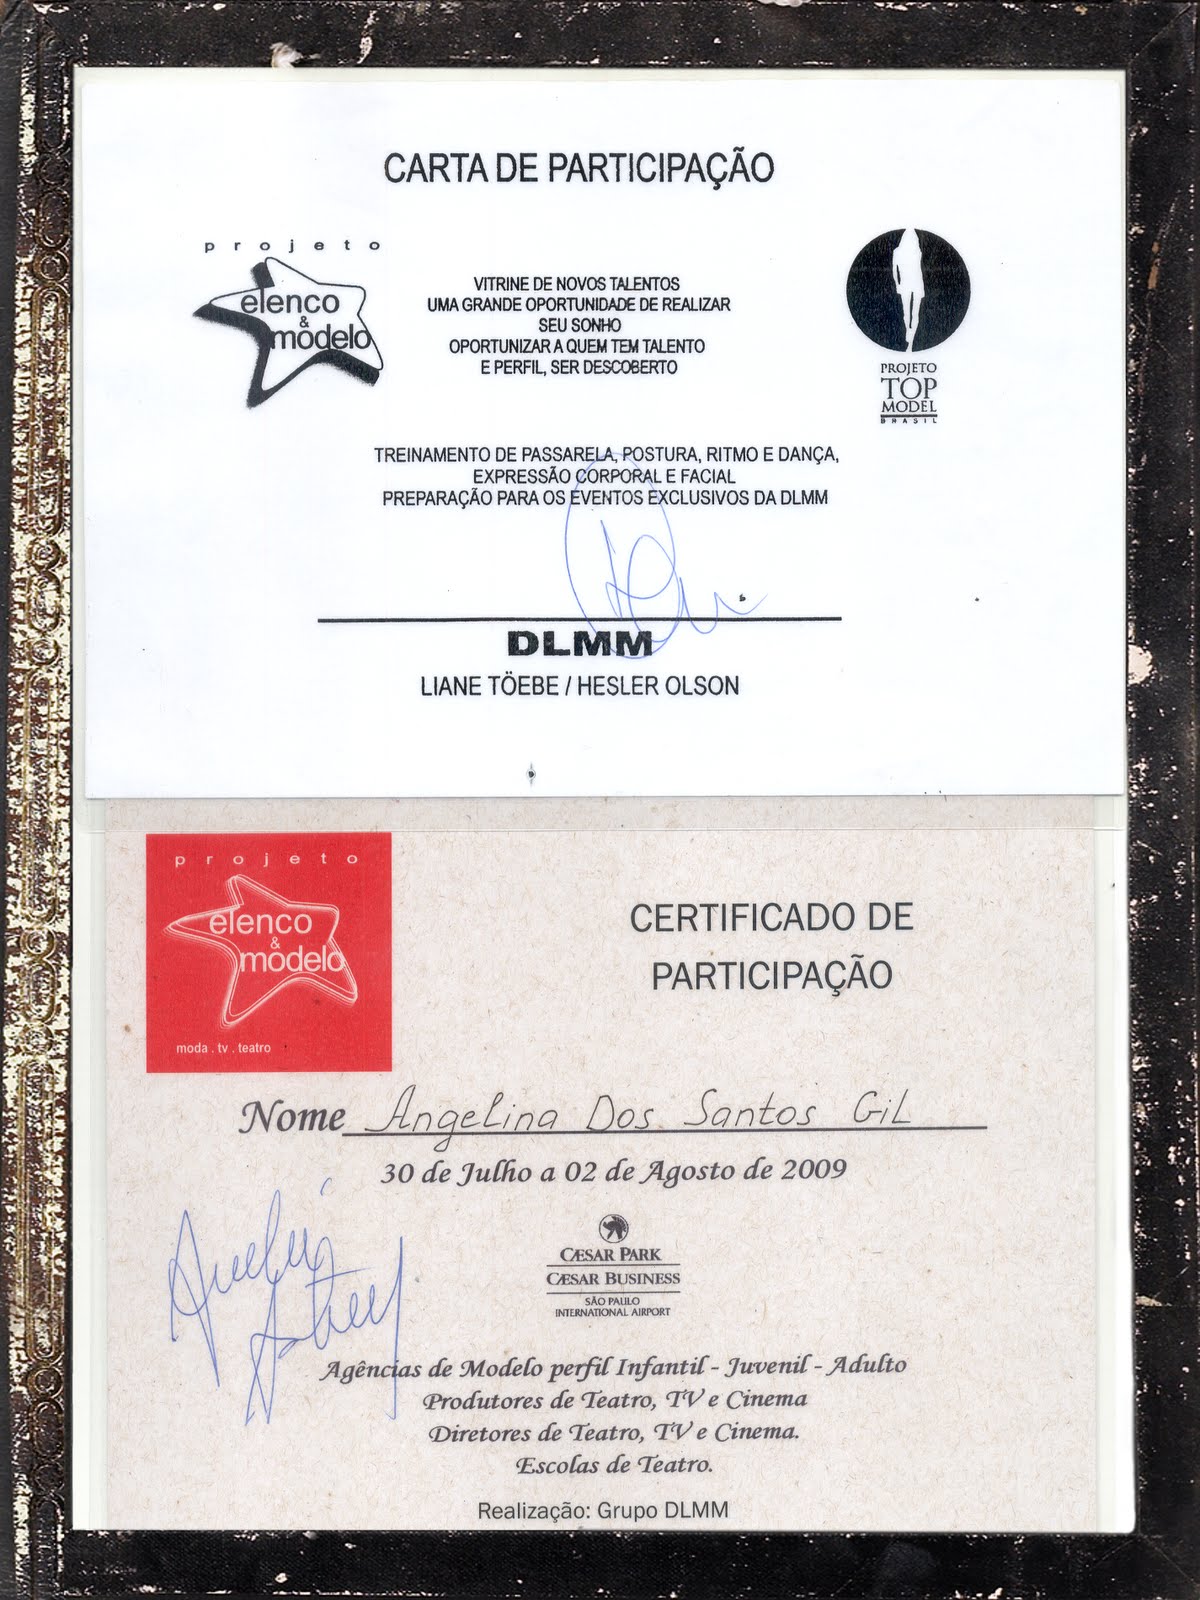 CARTA DE PARTICIPAÇÃO
projeto
elenco
&
modelo
VITRINE DE NOVOS TALENTOS
UMA GRANDE OPORTUNIDADE DE REALIZAR
SEU SONHO
OPORTUNIZAR A QUEM TEM TALENTO
E PERFIL, SER DESCOBERTO
PROJETO
TOP
MODEL
BRASIL
TREINAMENTO DE PASSARELA, POSTURA, RITMO E DANÇA,
EXPRESSÃO CORPORAL E FACIAL
PREPARAÇÃO PARA OS EVENTOS EXCLUSIVOS DA DLMM
DLMM
LIANE TÖEBE / HESLER OLSON
projeto
elenco
&
modelo
moda . tv . teatro
CERTIFICADO DE
PARTICIPAÇÃO
Nome Angelina Dos Santos Gil
30 de Julho a 02 de Agosto de 2009
CÆSAR PARK
CÆSAR BUSINESS
SÃO PAULO
INTERNATIONAL AIRPORT
Agências de Modelo perfil Infantil - Juvenil - Adulto
Produtores de Teatro, TV e Cinema
Diretores de Teatro, TV e Cinema.
Escolas de Teatro.
Realização: Grupo DLMM